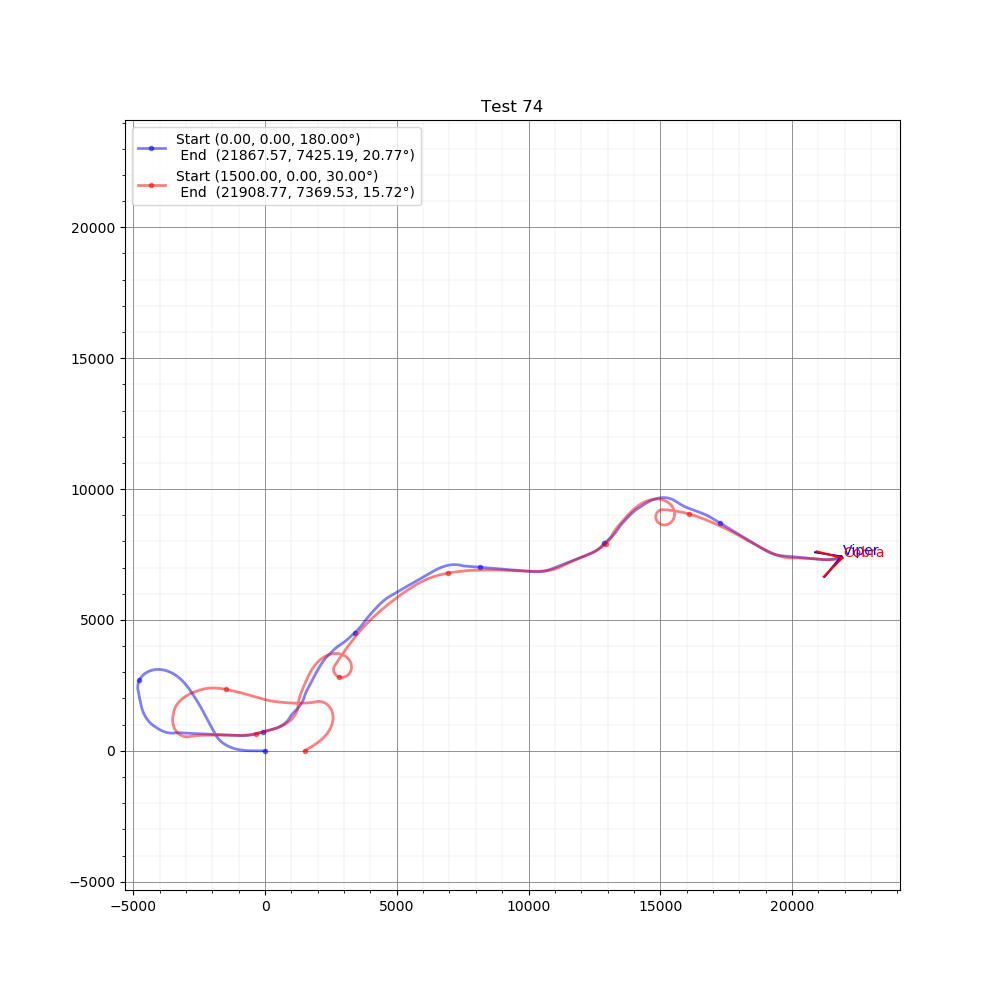 Test 74
Start (0.00, 0.00, 180.00°)
End  (21867.57, 7425.19, 20.77°)
Start (1500.00, 0.00, 30.00°)
End  (21908.77, 7369.53, 15.72°)
20000
15000
10000
Viper
Cobra
5000
0
−5000
−5000
0
5000
10000
15000
20000